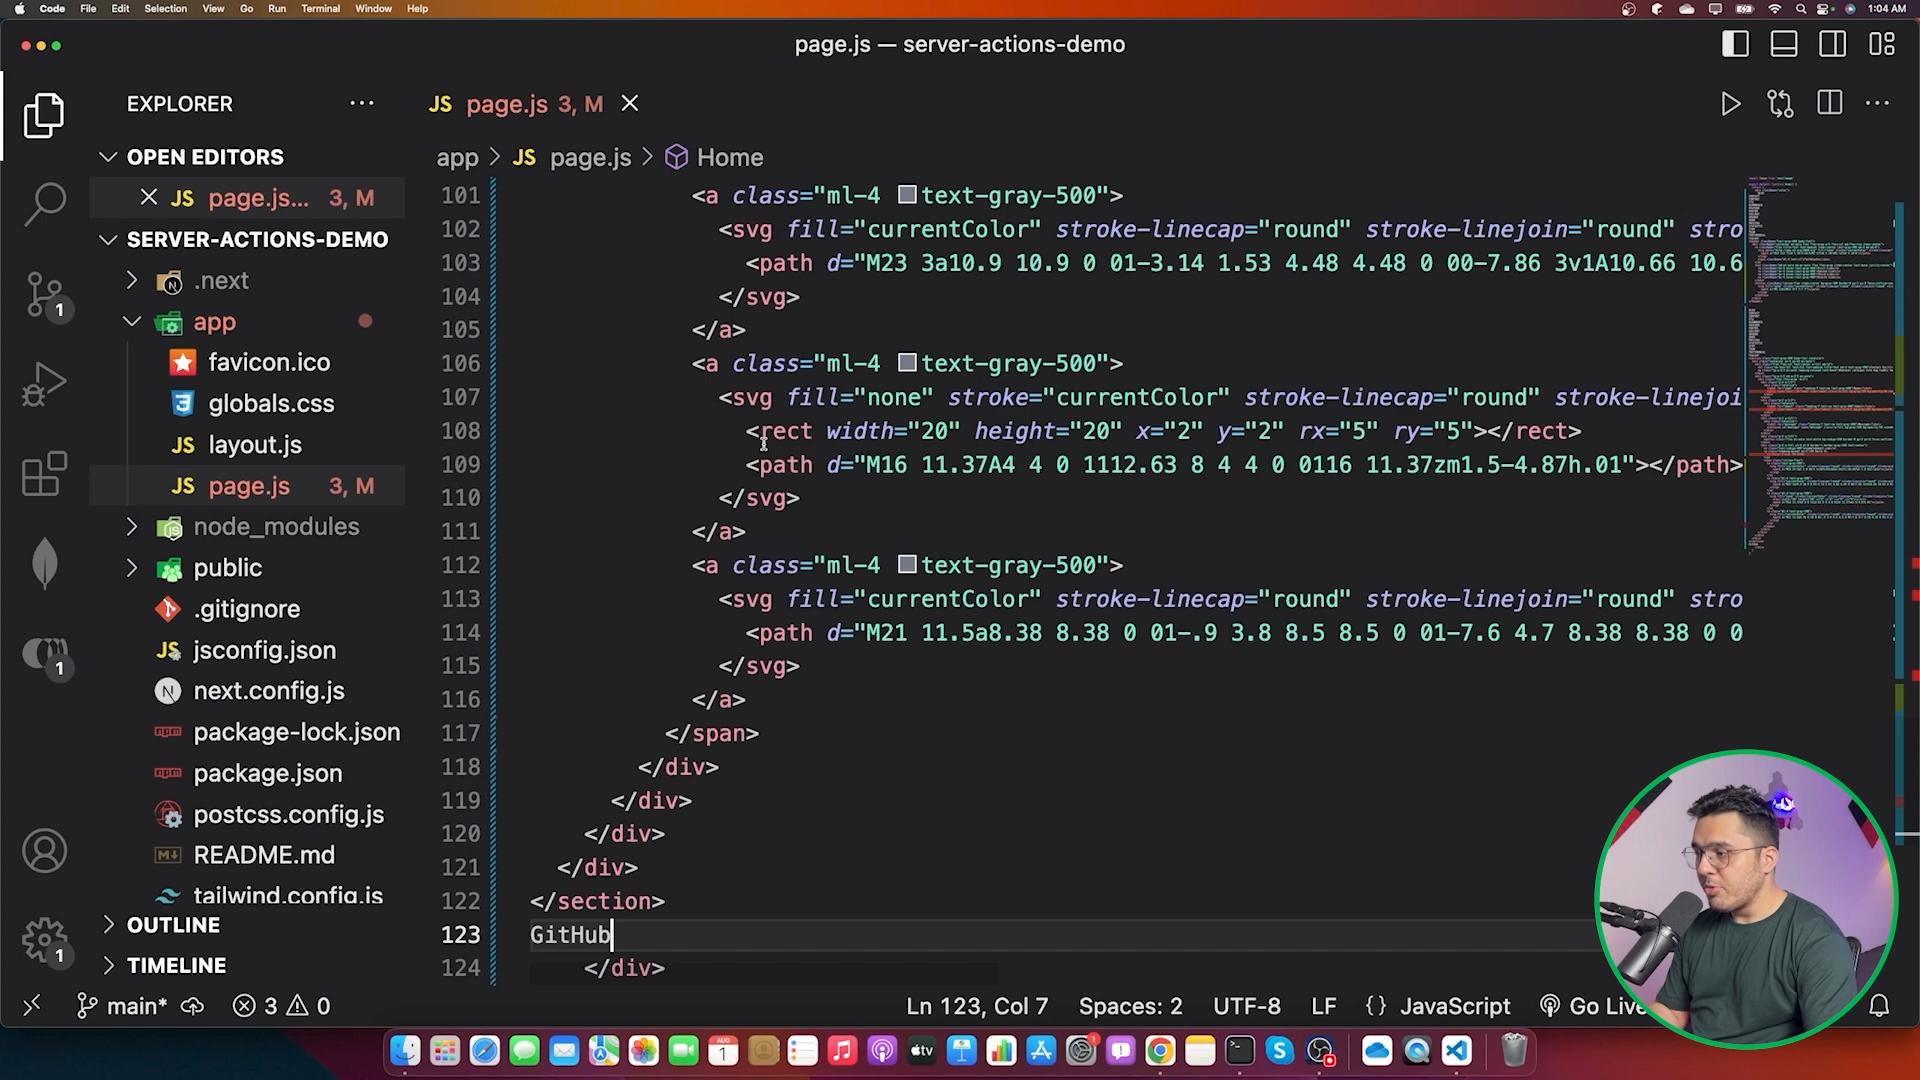 Code File Edit Selection View Go Run Terminal Window Help 1:04 AM
page.js — server-actions-demo
EXPLORER
JS page.js 3, M
OPEN EDITORS
app > JS page.js > Home
JS page.js... 3, M
SERVER-ACTIONS-DEMO
.next
app
favicon.ico
globals.css
JS layout.js
JS page.js 3, M
node_modules
public
.gitignore
jsconfig.json
next.config.js
package-lock.json
package.json
postcss.config.js
README.md
tailwind.config.js
OUTLINE
TIMELINE
1
1
1
101 <a class="ml-4 text-gray-500">
102 <svg fill="currentColor" stroke-linecap="round" stroke-linejoin="round" stro
103 <path d="M23 3a10.9 10.9 0 01-3.14 1.53 4.48 4.48 0 00-7.86 3v1A10.66 10.6
104 </svg>
105 </a>
106 <a class="ml-4 text-gray-500">
107 <svg fill="none" stroke="currentColor" stroke-linecap="round" stroke-linejoi
108 <rect width="20" height="20" x="2" y="2" rx="5" ry="5"></rect>
109 <path d="M16 11.37A4 4 0 1112.63 8 4 4 0 0116 11.37zm1.5-4.87h.01"></path>
110 </svg>
111 </a>
112 <a class="ml-4 text-gray-500">
113 <svg fill="currentColor" stroke-linecap="round" stroke-linejoin="round" stro
114 <path d="M21 11.5a8.38 8.38 0 01-.9 3.8 8.5 8.5 0 01-7.6 4.7 8.38 8.38 0 0
115 </svg>
116 </a>
117 </span>
118 </div>
119 </div>
120 </div>
121 </div>
122 </section>
123 GitHub
124 </div>
main* 3 0 Ln 123, Col 7 Spaces: 2 UTF-8 LF {} JavaScript Go Live
AUG
1
tv